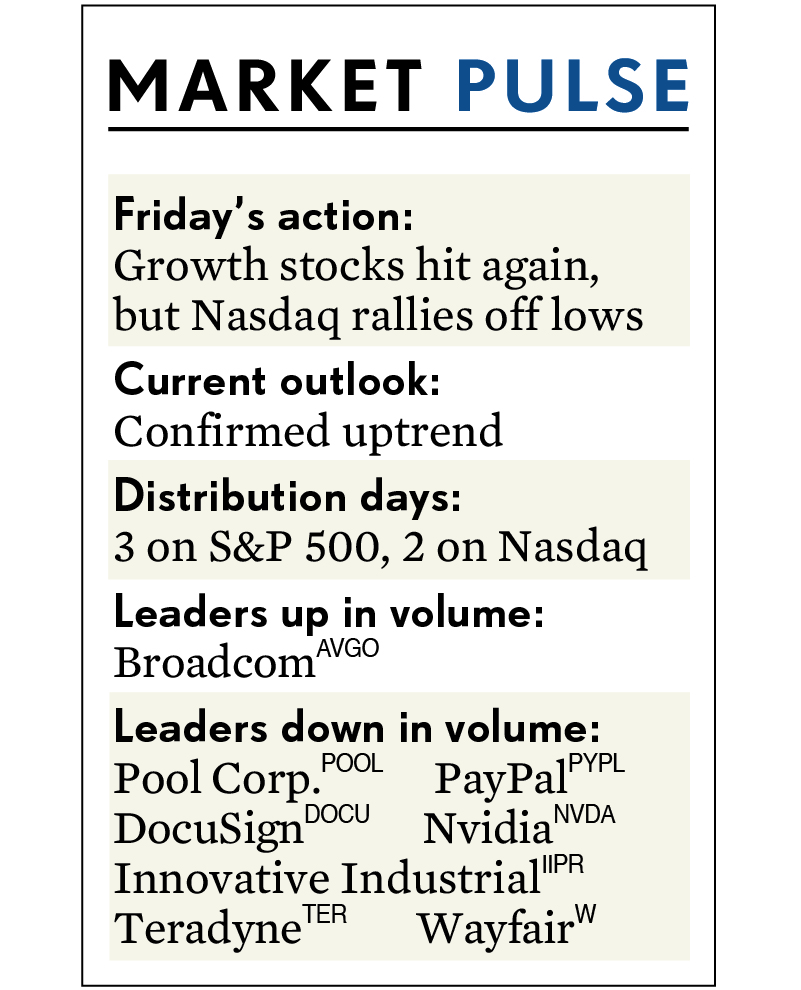 MARKET PULSE
Friday’s action:
Growth stocks hit again,
but Nasdaq rallies off lows
Current outlook:
Confirmed uptrend
Distribution days:
3 on S&P 500, 2 on Nasdaq
Leaders up in volume:
Broadcom AVGO
Leaders down in volume:
Pool Corp. POOL PayPal PYPL
DocuSign DOCU Nvidia NVDA
Innovative Industrial IIPR
Teradyne TER Wayfair W